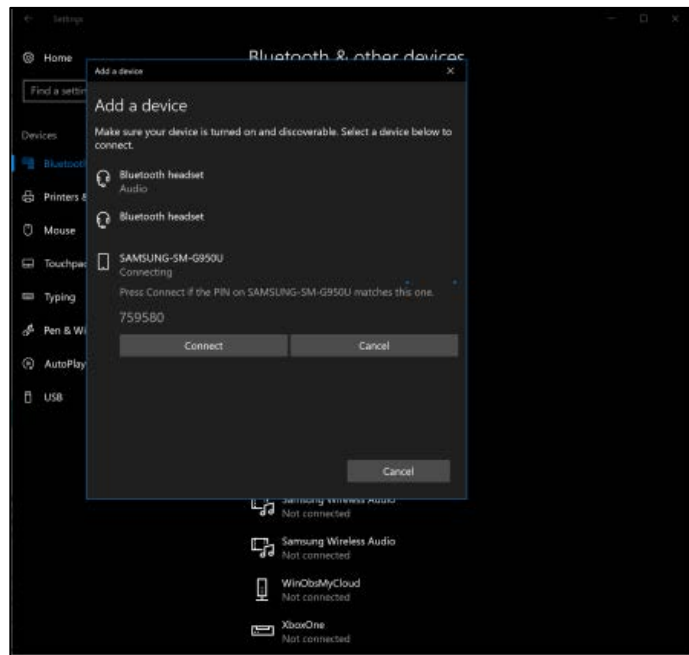 Settings
Home
Bluetooth & other devices
Add a device
Find a settin
Add a device
Make sure your device is turned on and discoverable. Select a device below to
connect.
Devices
Bluetooth
Bluetooth headset
Audio
Printers &
Bluetooth headset
Mouse
SAMSUNG-SM-G950U
Touchpad
Connecting
Press Connect if the PIN on SAMSUNG-SM-G950U matches this one.
Typing
759580
Pen & Wi
Connect
Cancel
AutoPlay
USB
Cancel
Samsung Wireless Audio
Not connected
Samsung Wireless Audio
Not connected
WinObsMyCloud
Not connected
XboxOne
Not connected